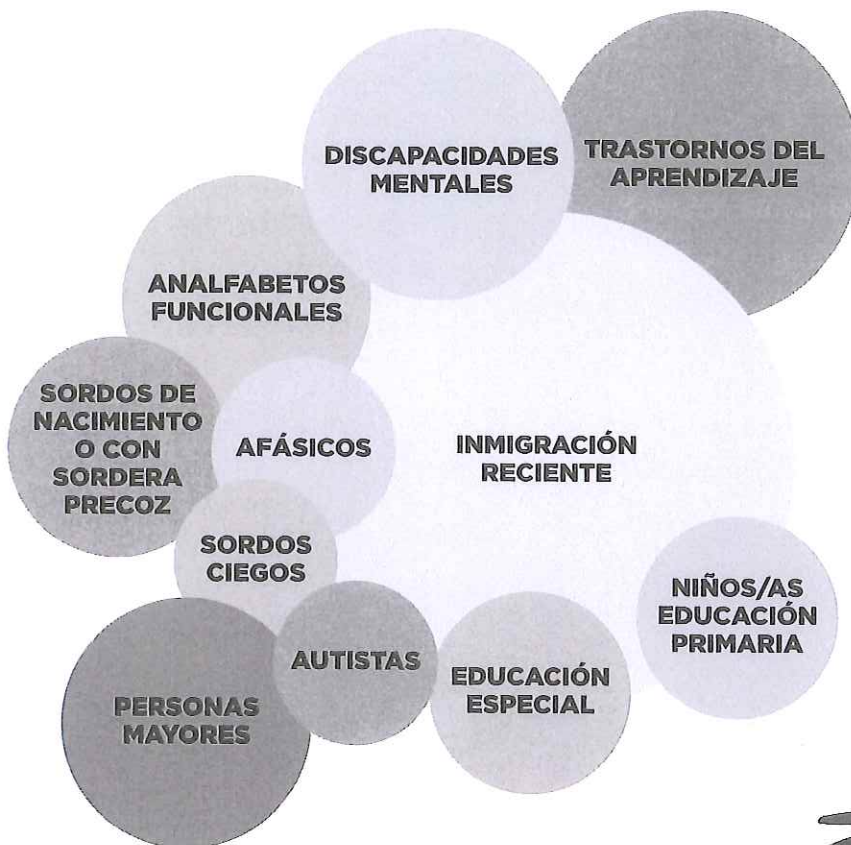 DISCAPACIDADES
MENTALES
TRASTORNOS DEL
APRENDIZAJE
ANALFABETOS
FUNCIONALES
SORDOS DE
NACIMIENTO
O CON
SORDERA
PRECOZ
AFÁSICOS
INMIGRACIÓN
RECIENTE
SORDOS
CIEGOS
NIÑOS/AS
EDUCACIÓN
PRIMARIA
AUTISTAS
EDUCACIÓN
ESPECIAL
PERSONAS
MAYORES